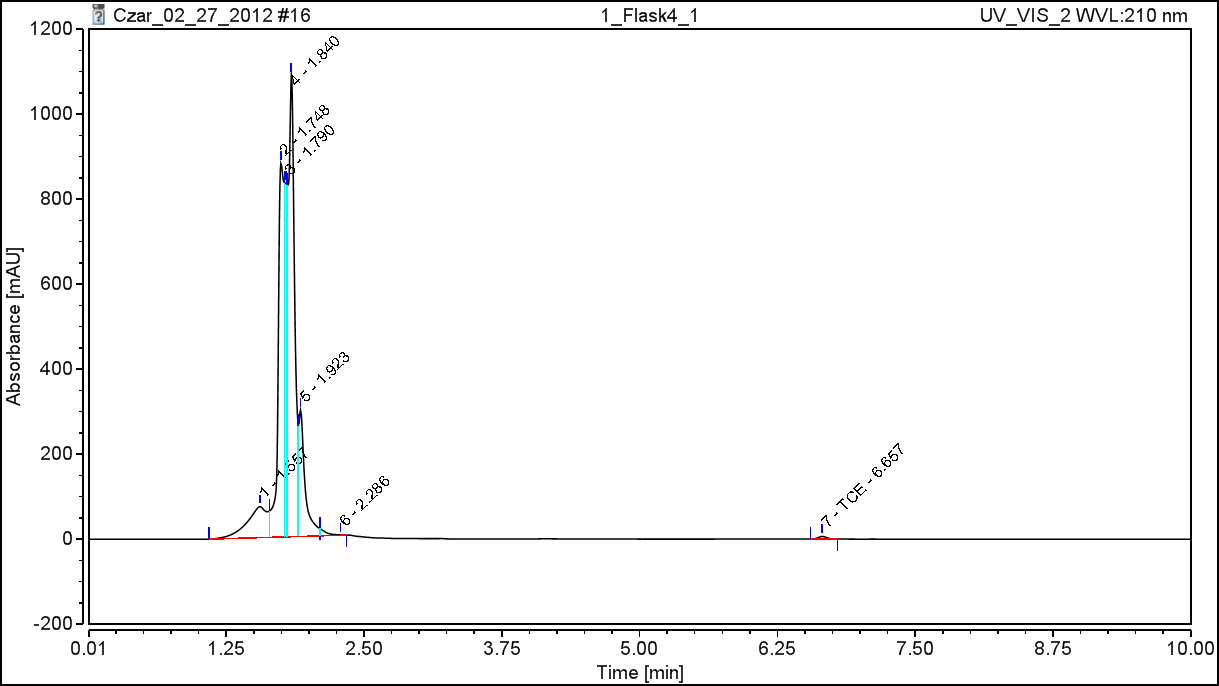 Czar_02_27_2012 #16 1_Flask4_1 UV_VIS_2 WVL:210 nm
1200
1000
800
600
400
200
0
-200
Absorbance [mAU]
1 - 1.557
2 - 1.748
3 - 1.790
4 - 1.840
5 - 1.923
6 - 2.286
7 - TCE - 6.657
0.01 1.25 2.50 3.75 5.00 6.25 7.50 8.75 10.00
Time [min]